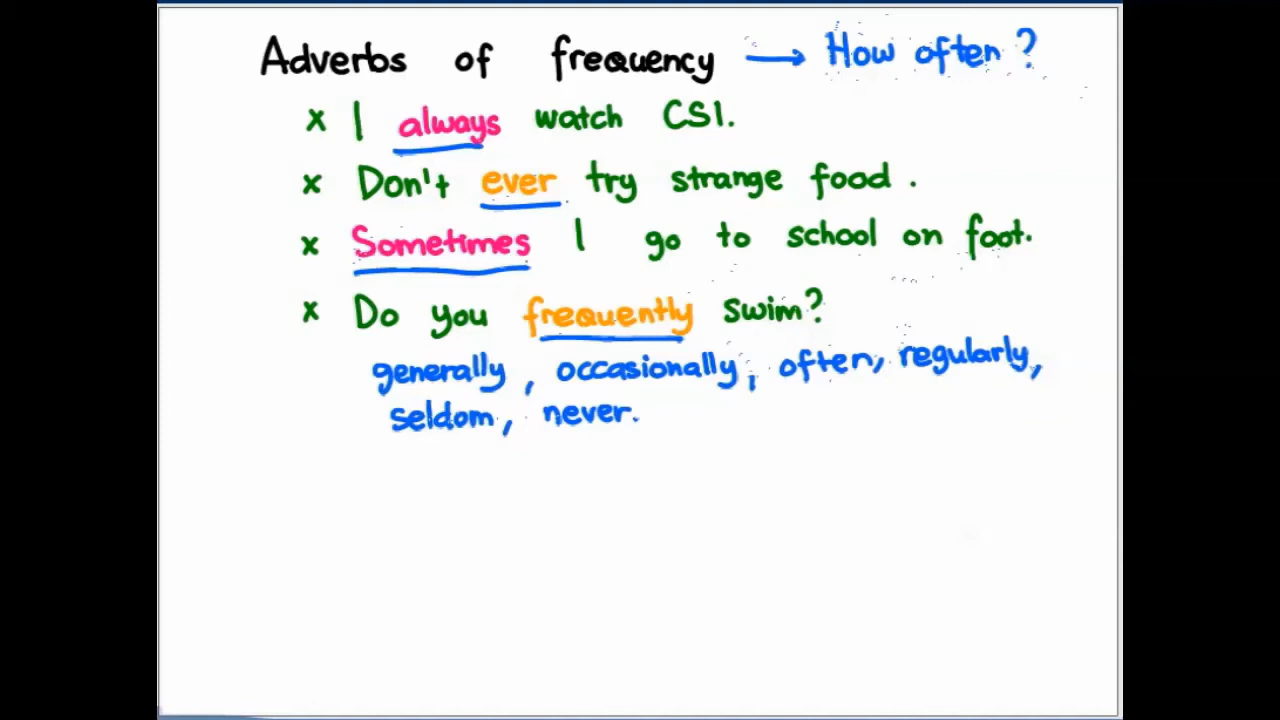 Adverbs of frequency → How often ?
x I always watch CSI.
x Don't ever try strange food .
x Sometimes I go to school on foot.
x Do you frequently swim?
generally , occasionally , often, regularly,
seldom , never.